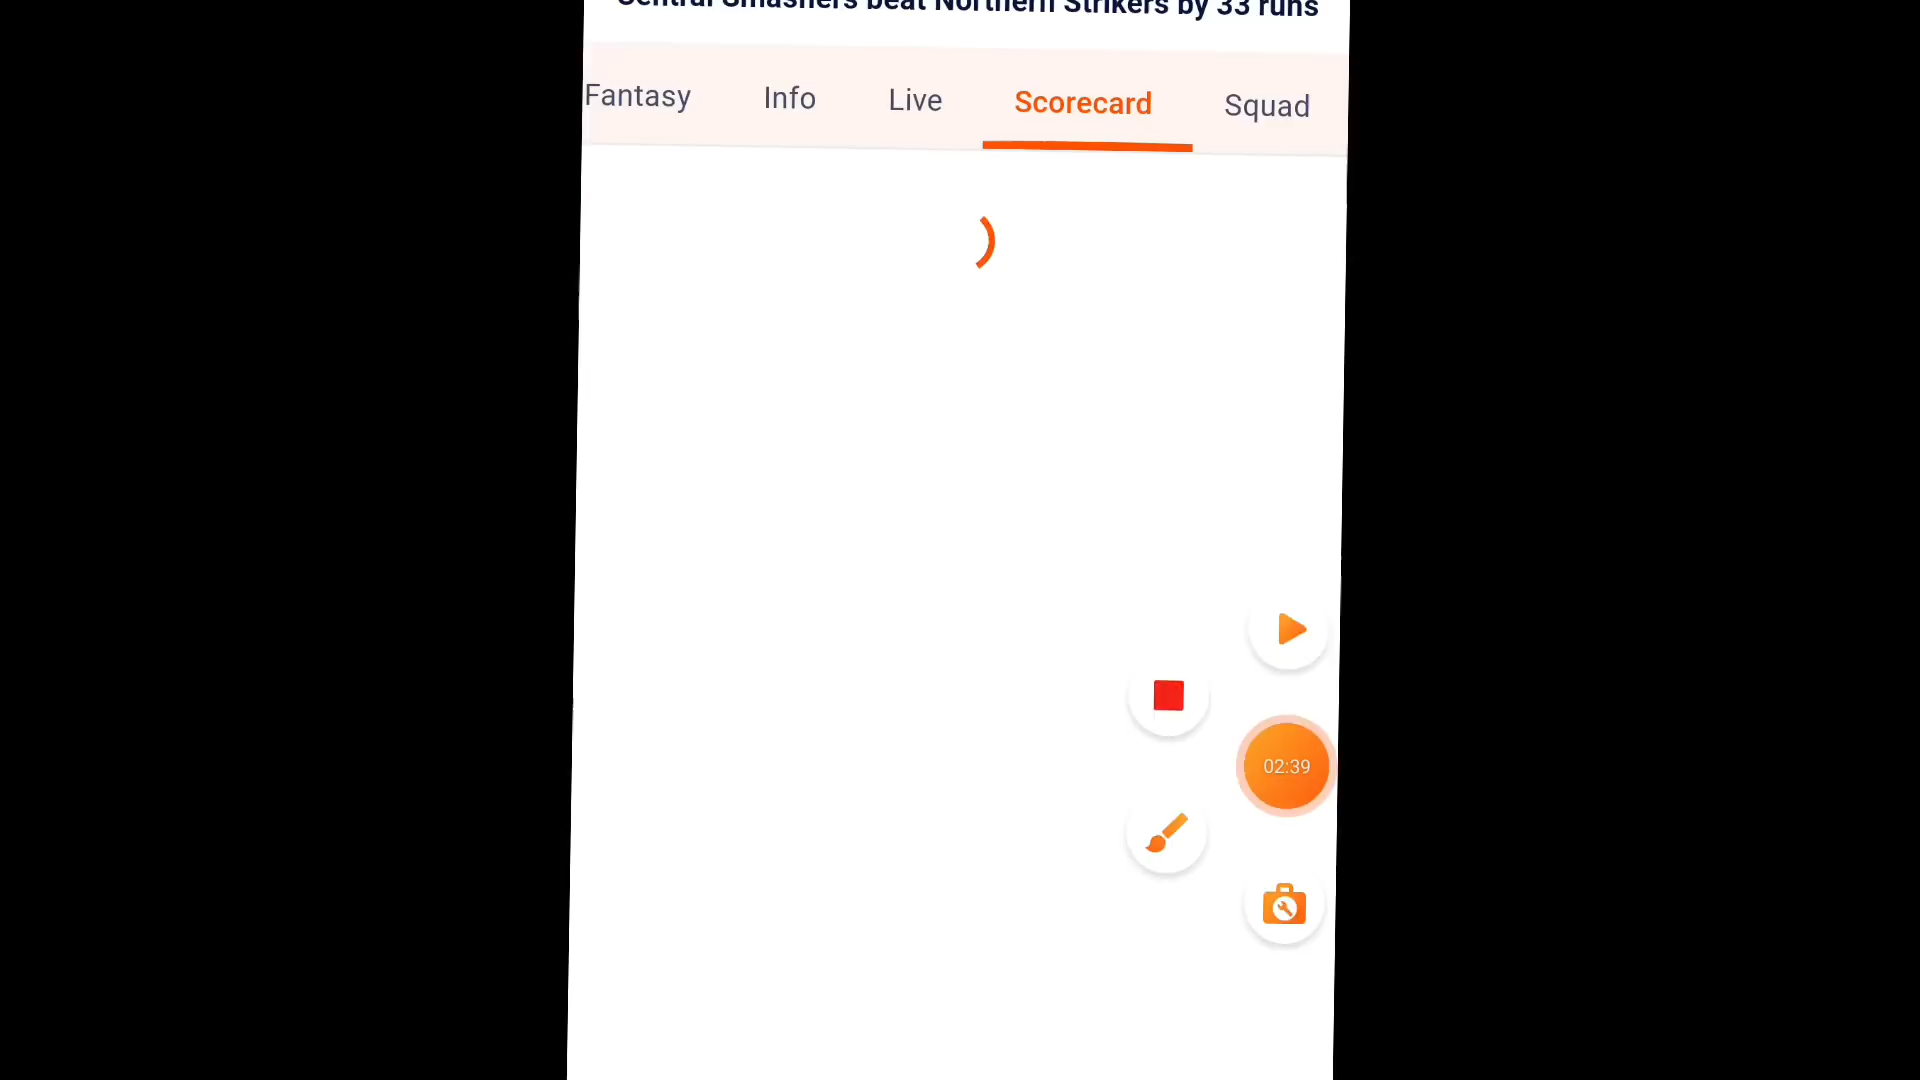 Central Smashers beat Northern Strikers by 33 runs
Fantasy Info Live Scorecard Squad
02:39